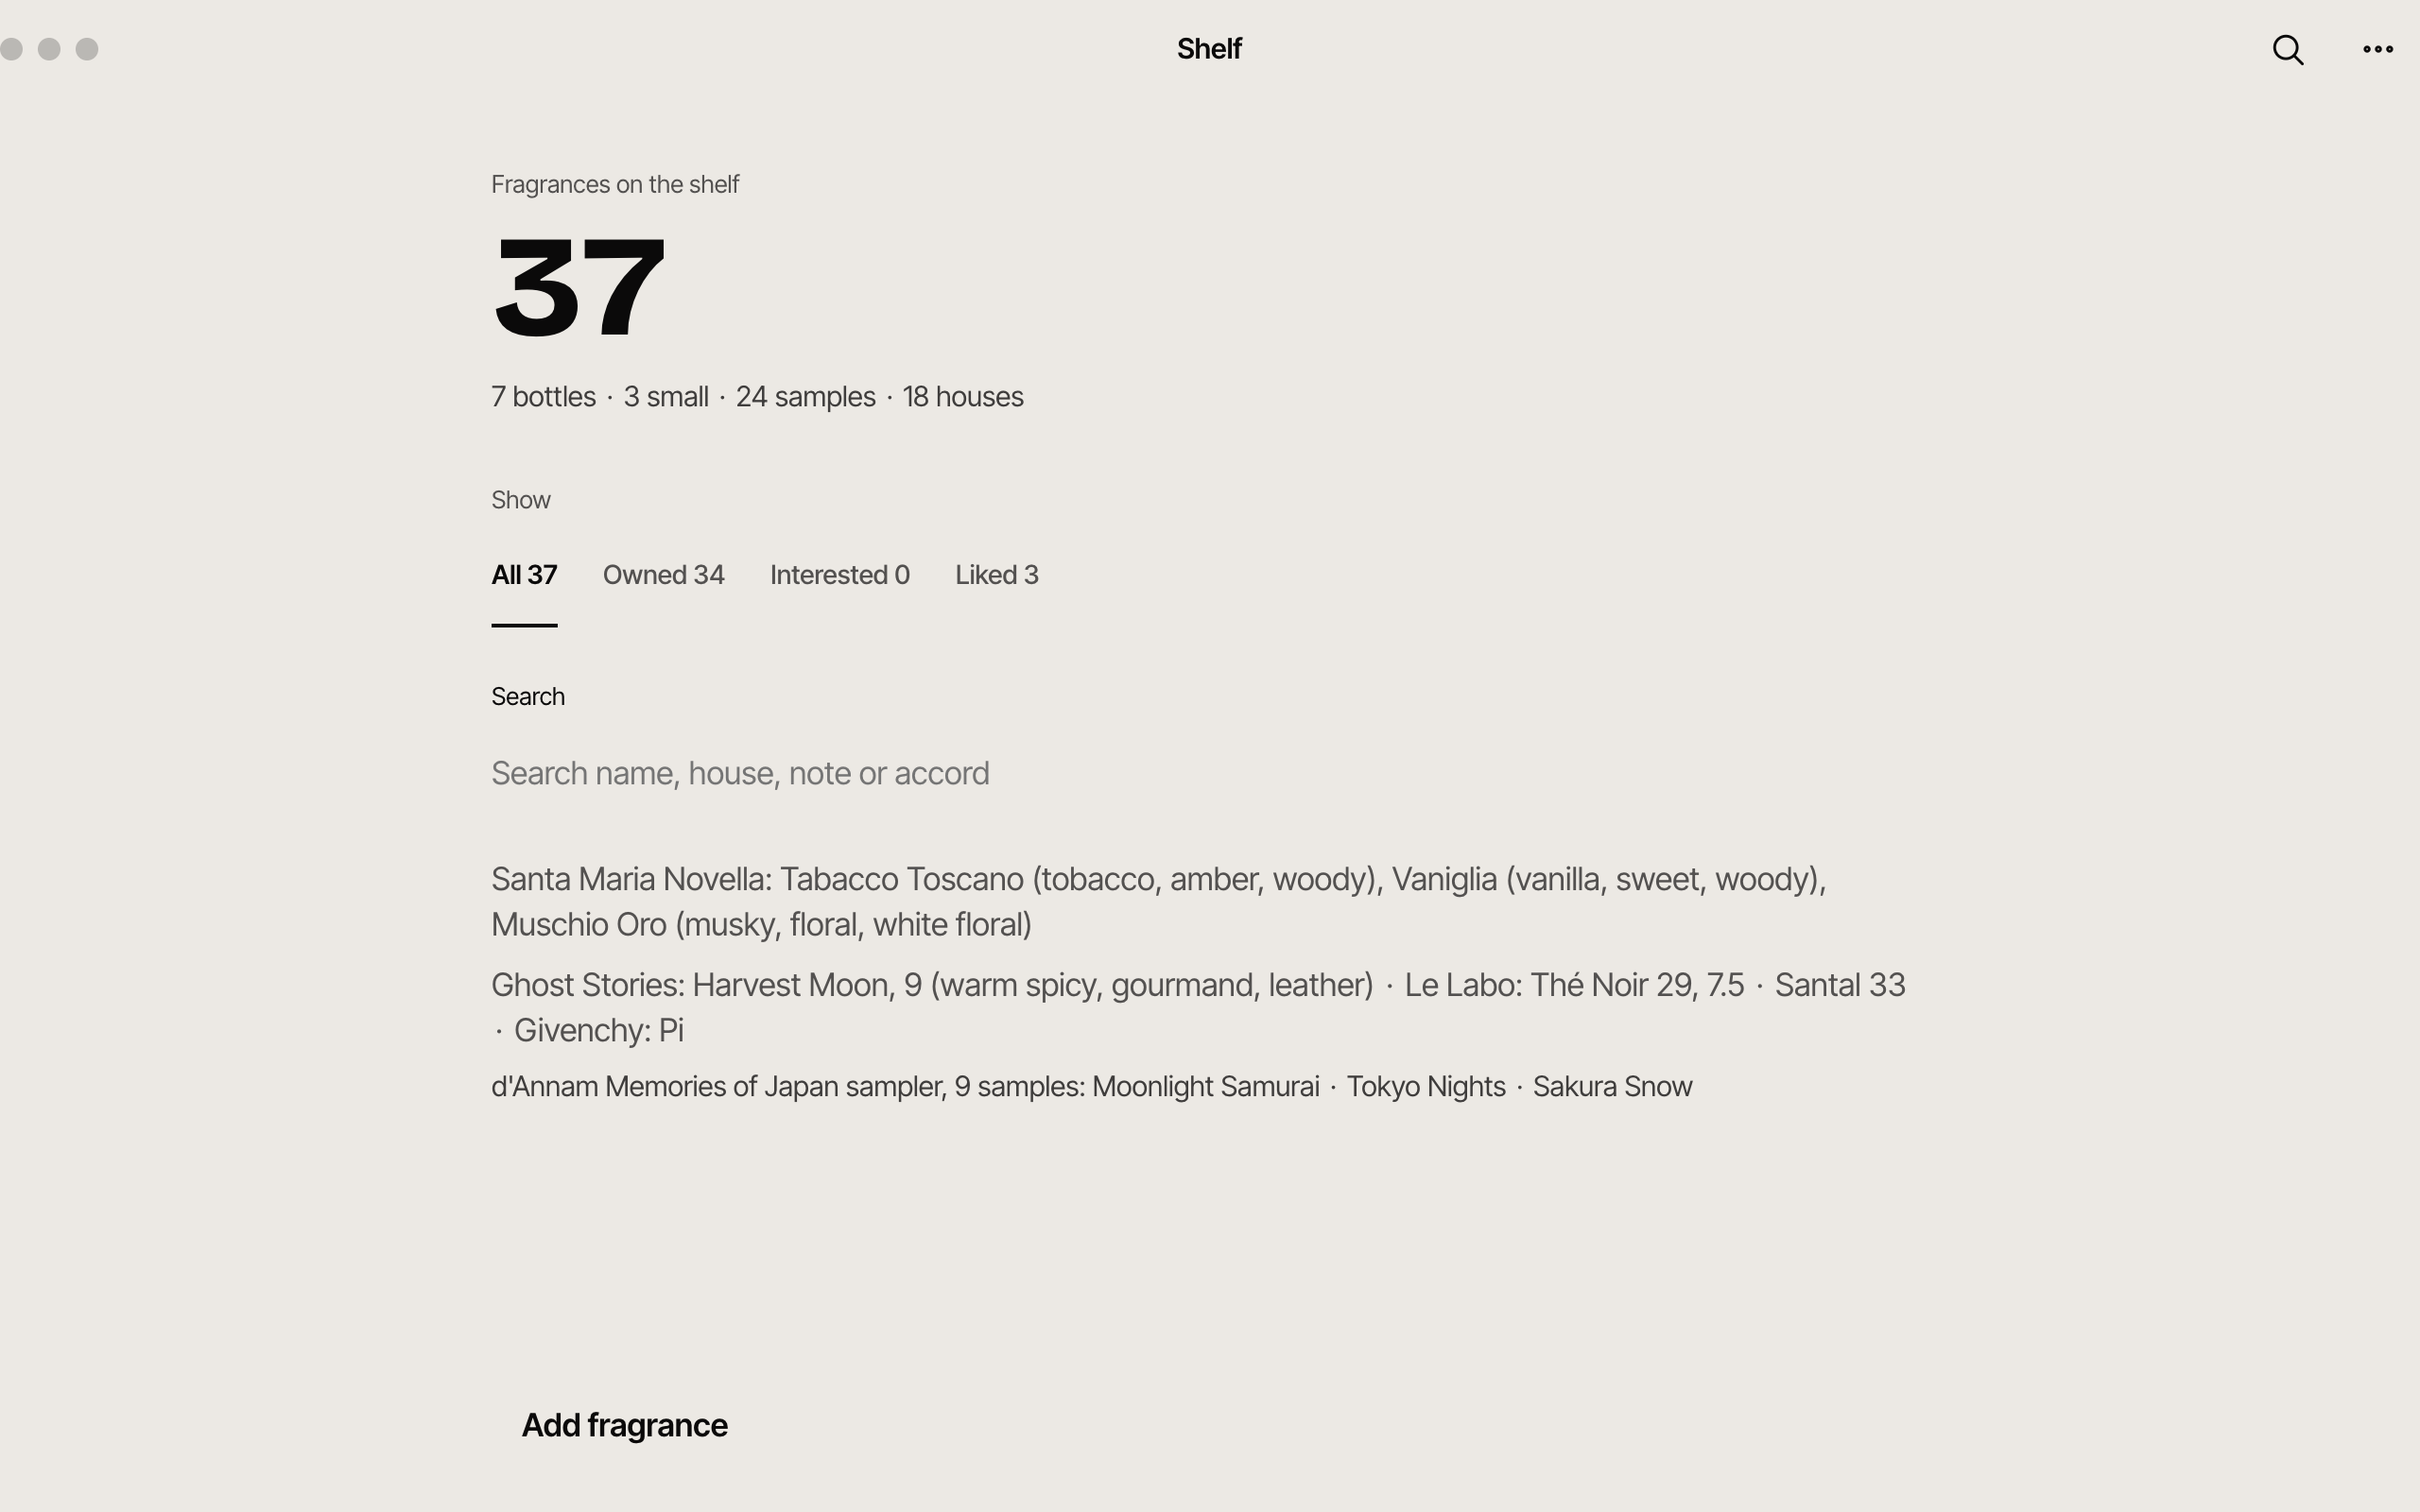 Shelf
Fragrances on the shelf
37
7 bottles · 3 small · 24 samples · 18 houses
Show
All 37 Owned 34 Interested 0 Liked 3
Search
Search name, house, note or accord
Santa Maria Novella: Tabacco Toscano (tobacco, amber, woody), Vaniglia (vanilla, sweet, woody),
Muschio Oro (musky, floral, white floral)
Ghost Stories: Harvest Moon, 9 (warm spicy, gourmand, leather) · Le Labo: Thé Noir 29, 7.5 · Santal 33
· Givenchy: Pi
d'Annam Memories of Japan sampler, 9 samples: Moonlight Samurai · Tokyo Nights · Sakura Snow
Add fragrance